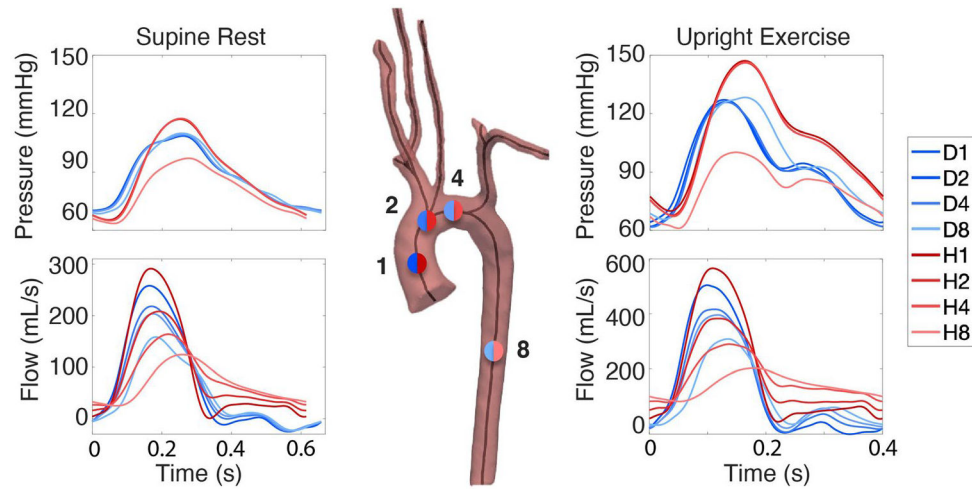 Supine Rest
Pressure (mmHg)
150
120
90
60
Flow (mL/s)
300
200
100
0
0 0.2 0.4 0.6
Time (s)
1
2
4
8
Upright Exercise
Pressure (mmHg)
150
120
90
60
Flow (mL/s)
600
400
200
0
0 0.2 0.4
Time (s)
D1
D2
D4
D8
H1
H2
H4
H8